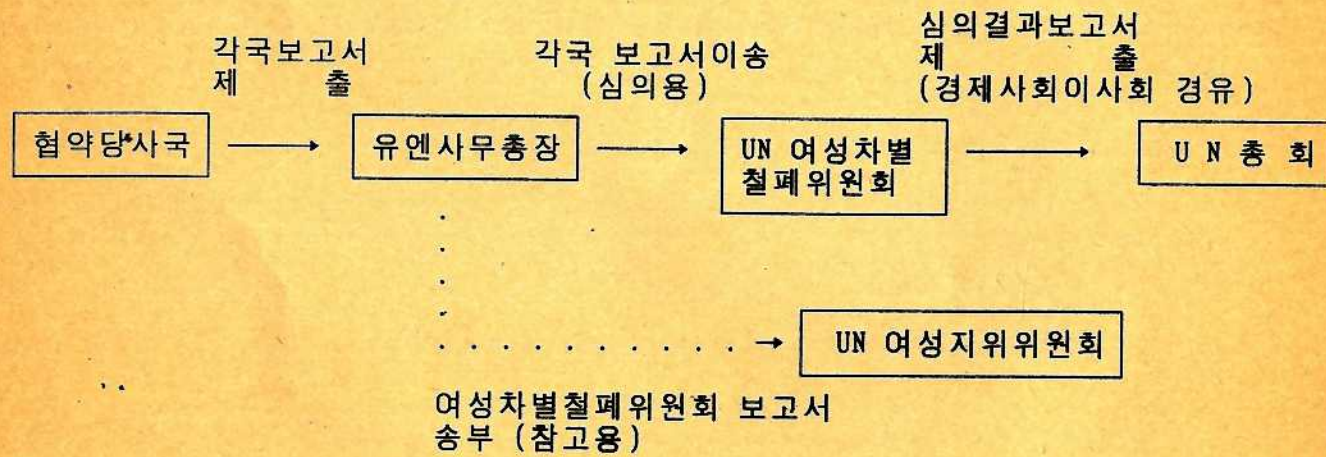 각국보고서
제 출
각국 보고서이송
(심의용)
심의결과보고서
제 출
(경제사회이사회 경유)
협약당사국
유엔사무총장
UN 여성차별
철폐위원회
U N 총 회
UN 여성지위위원회
여성차별철폐위원회 보고서
송부 (참고용)